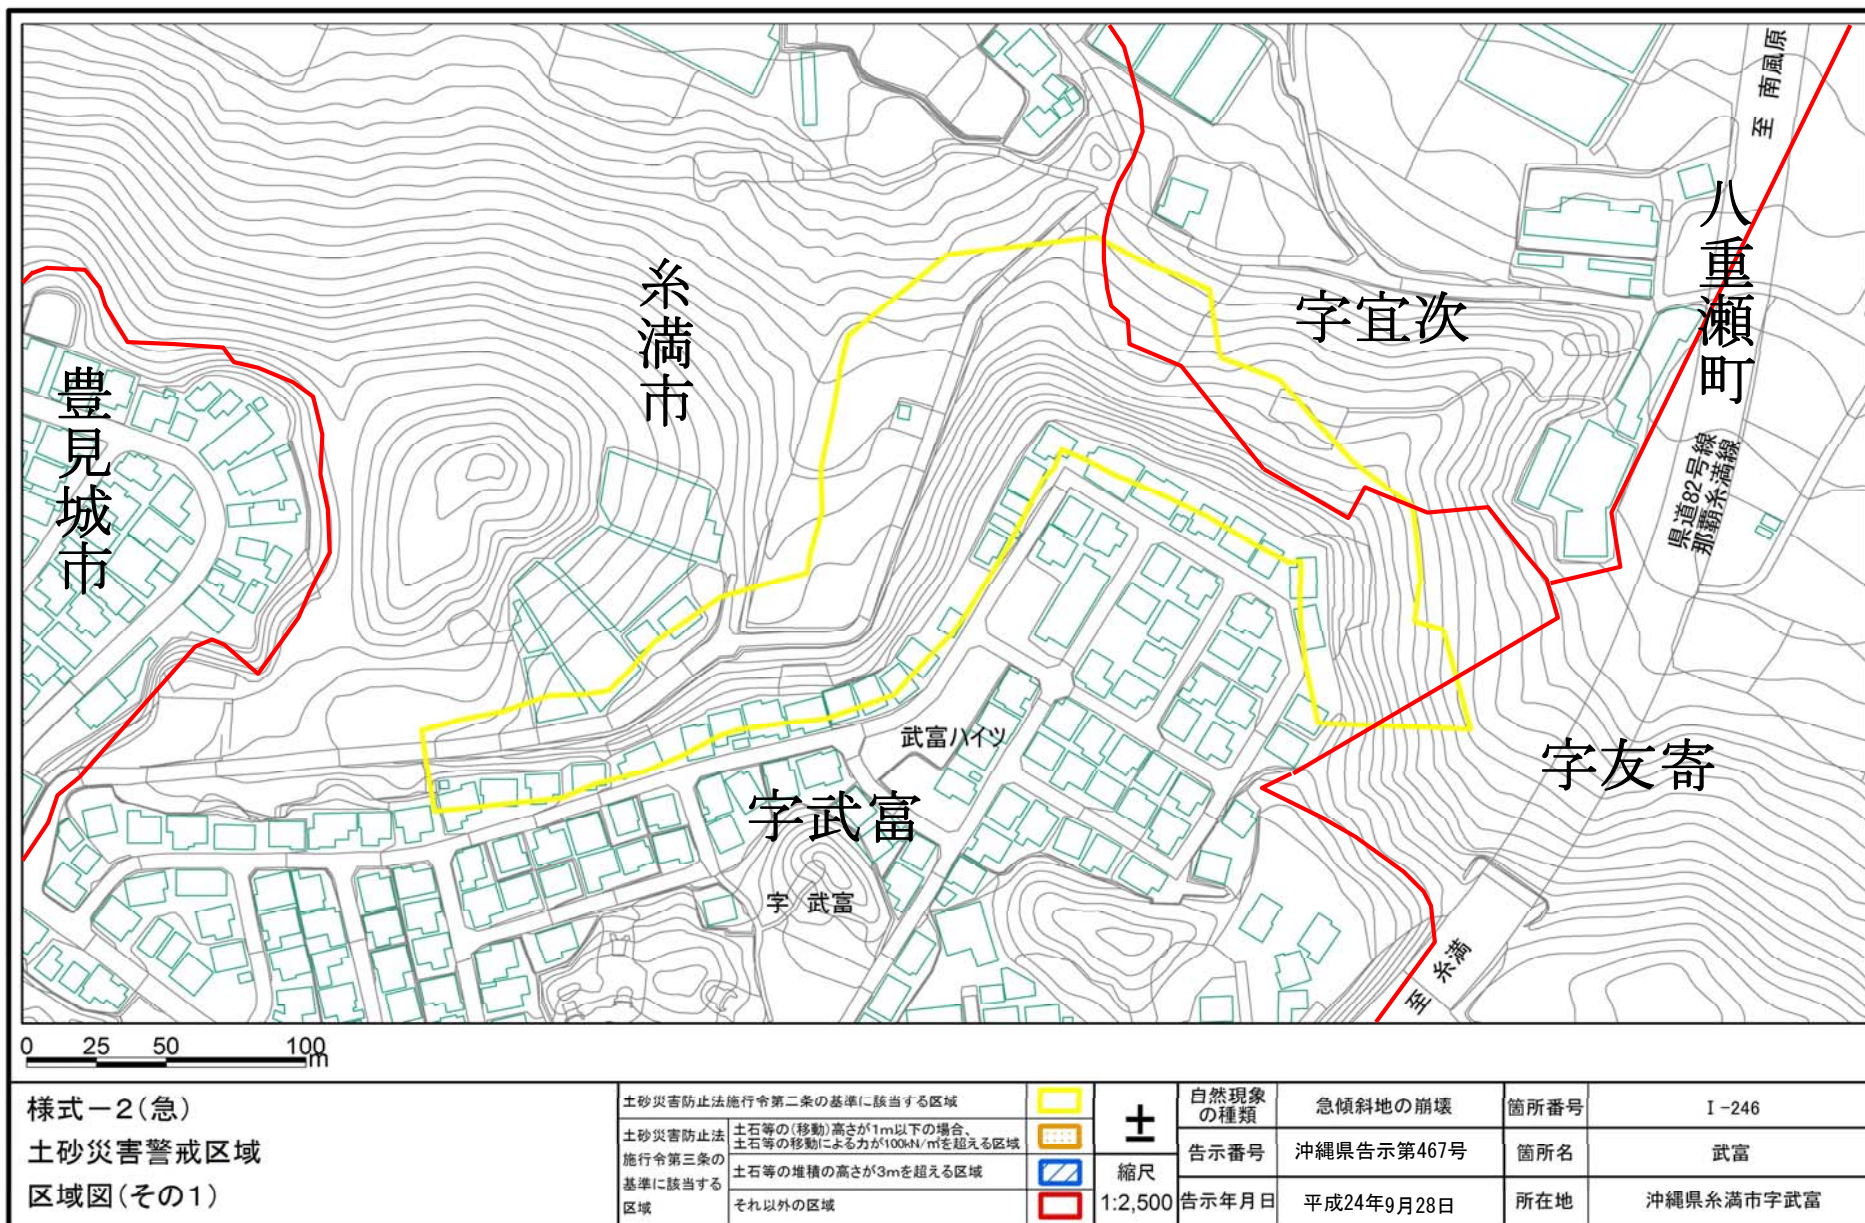 至 南風原
八重瀬町
糸満市
字宜次
豊見城市
県道82号線
那覇糸満線
武富ハイツ
字友寄
字武富
字 武富
至 糸満
0 25 50 100
m
様式－2(急)
土砂災害警戒区域
区域図(その1)
土砂災害防止法施行令第二条の基準に該当する区域
土砂災害防止法
施行令第三条の
基準に該当する
区域
土石等の(移動)高さが1m以下の場合、
土石等の移動による力が100kN/㎡を超える区域
土石等の堆積の高さが3mを超える区域
それ以外の区域
縮尺
1:2,500
自然現象
の種類
急傾斜地の崩壊
箇所番号
Ⅰ-246
告示番号
沖縄県告示第467号
箇所名
武富
告示年月日
平成24年9月28日
所在地
沖縄県糸満市字武富